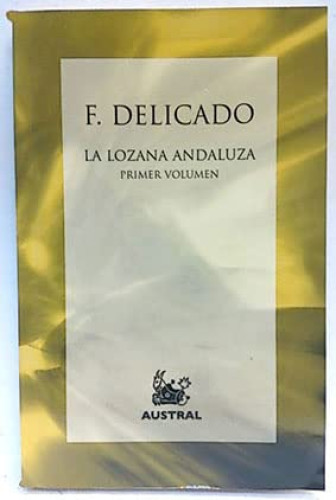 F. DELICADO
LA LOZANA ANDALUZA
PRIMER VOLUMEN
AUSTRAL